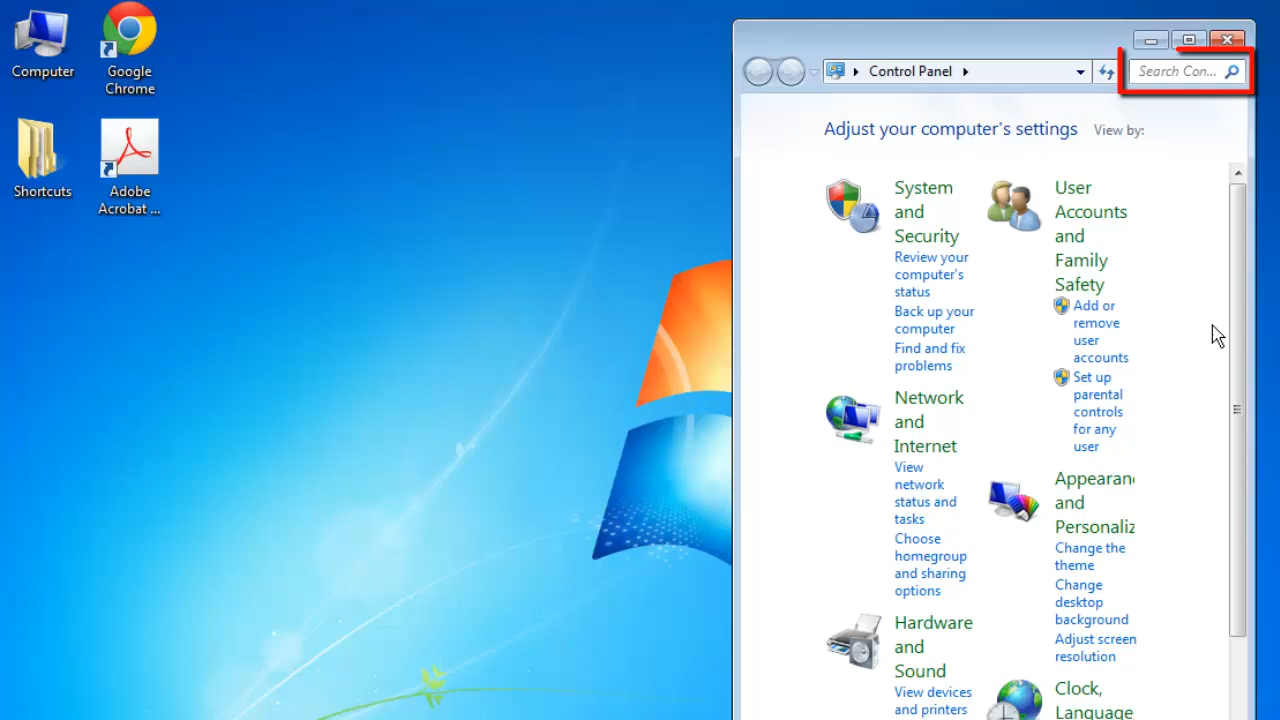 Computer
Google
Chrome
Shortcuts
Adobe
Acrobat ...
Control Panel
Search Con...
Adjust your computer's settings
View by:
System
and
Security
Review your
computer's
status
Back up your
computer
Find and fix
problems
User
Accounts
and
Family
Safety
Add or
remove
user
accounts
Set up
parental
controls
for any
user
Network
and
Internet
View
network
status and
tasks
Choose
homegroup
and sharing
options
Appearan
and
Personaliz
Change the
theme
Change
desktop
background
Adjust screen
resolution
Hardware
and
Sound
View devices
and printers
Clock,
Language